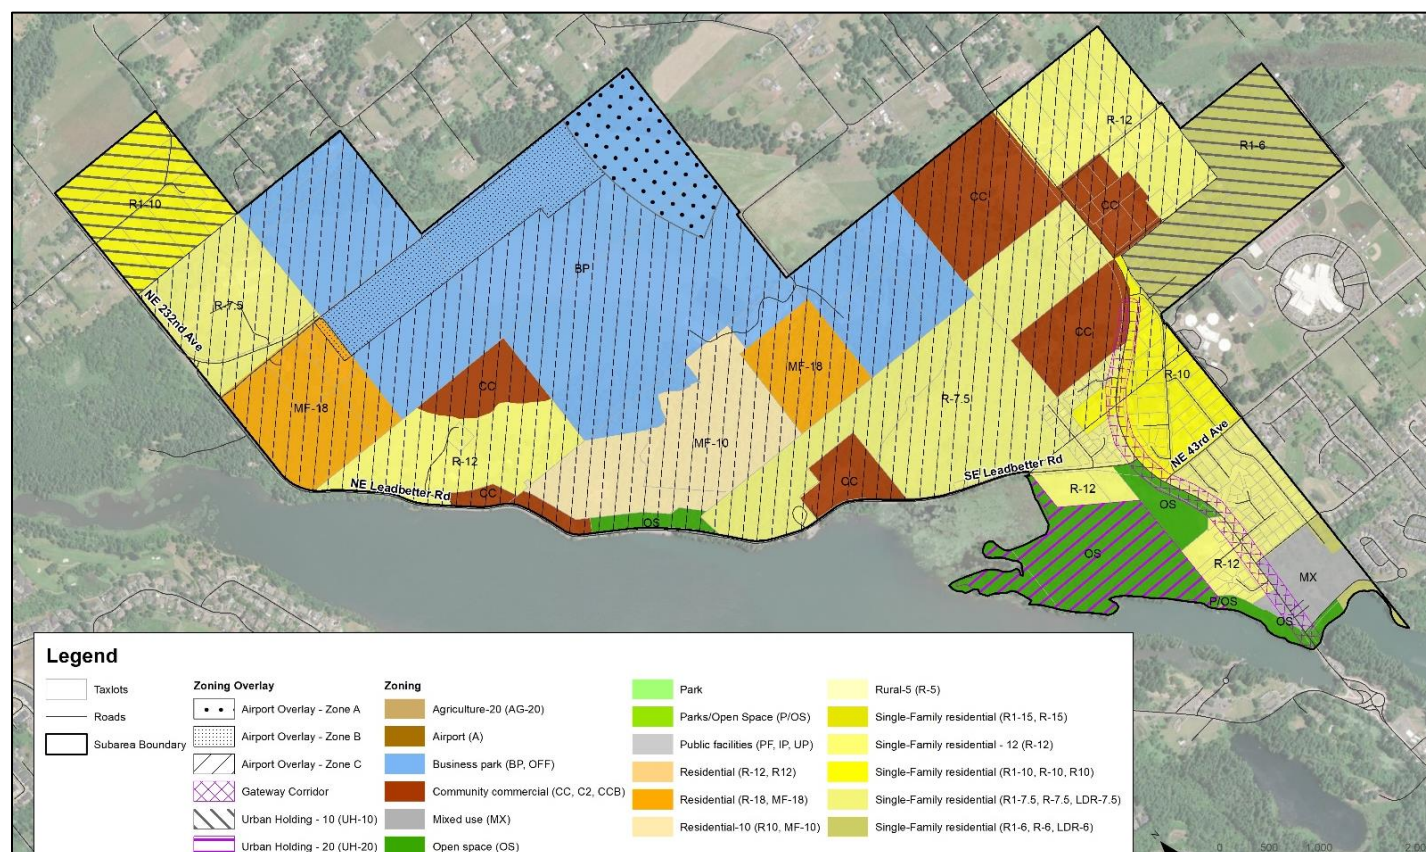 R-12
R1-6
CC
CC
R1-10
BP
R-7.5
NE 232nd Ave
CC
MF-18
R-10
CC
R-7.5
MF-18
MF-10
NE 43rd Ave
R-12
SE Leadbetter Rd
NE Leadbetter Rd
CC
CC
R-12
OS
OS
OS
R-12
MX
P/OS
OS
Legend
Taxlots
Roads
Subarea Boundary
Zoning Overlay
Airport Overlay - Zone A
Airport Overlay - Zone B
Airport Overlay - Zone C
Gateway Corridor
Urban Holding - 10 (UH-10)
Urban Holding - 20 (UH-20)
Zoning
Agriculture-20 (AG-20)
Airport (A)
Business park (BP, OFF)
Community commercial (CC, C2, CCB)
Mixed use (MX)
Open space (OS)
Park
Parks/Open Space (P/OS)
Public facilities (PF, IP, UP)
Residential (R-12, R12)
Residential (R-18, MF-18)
Residential-10 (R10, MF-10)
Rural-5 (R-5)
Single-Family residential (R1-15, R-15)
Single-Family residential - 12 (R-12)
Single-Family residential (R1-10, R-10, R10)
Single-Family residential (R1-7.5, R-7.5, LDR-7.5)
Single-Family residential (R1-6, R-6, LDR-6)
0 500 1,000